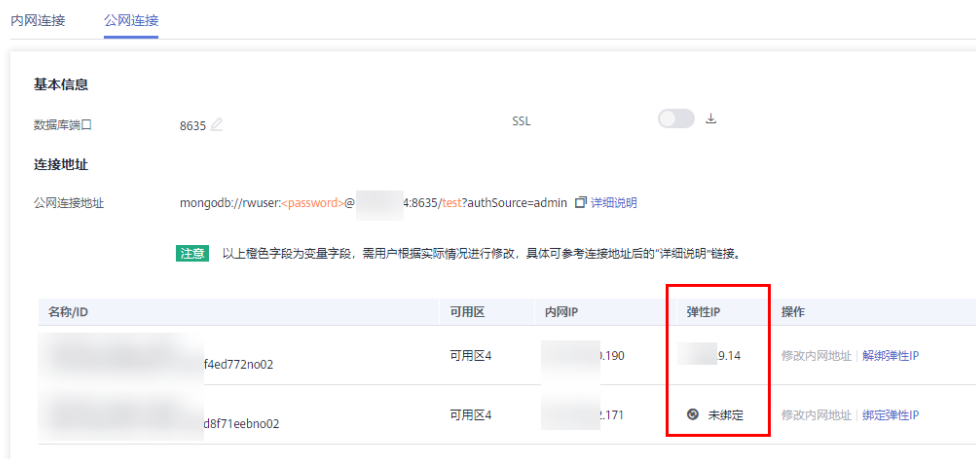 内网连接 公网连接
基本信息
数据库端口 8635 SSL
连接地址
公网连接地址 mongodb://rwuser:<password>@ 4:8635/test?authSource=admin 详细说明
注意 以上橙色字段为变量字段，需用户根据实际情况进行修改，具体可参考连接地址后的"详细说明"链接。
名称/ID 可用区 内网IP 弹性IP 操作
f4ed772no02 可用区4 .190 9.14 修改内网地址 解绑弹性IP
d8f71eebno02 可用区4 .171 未绑定 修改内网地址 绑定弹性IP